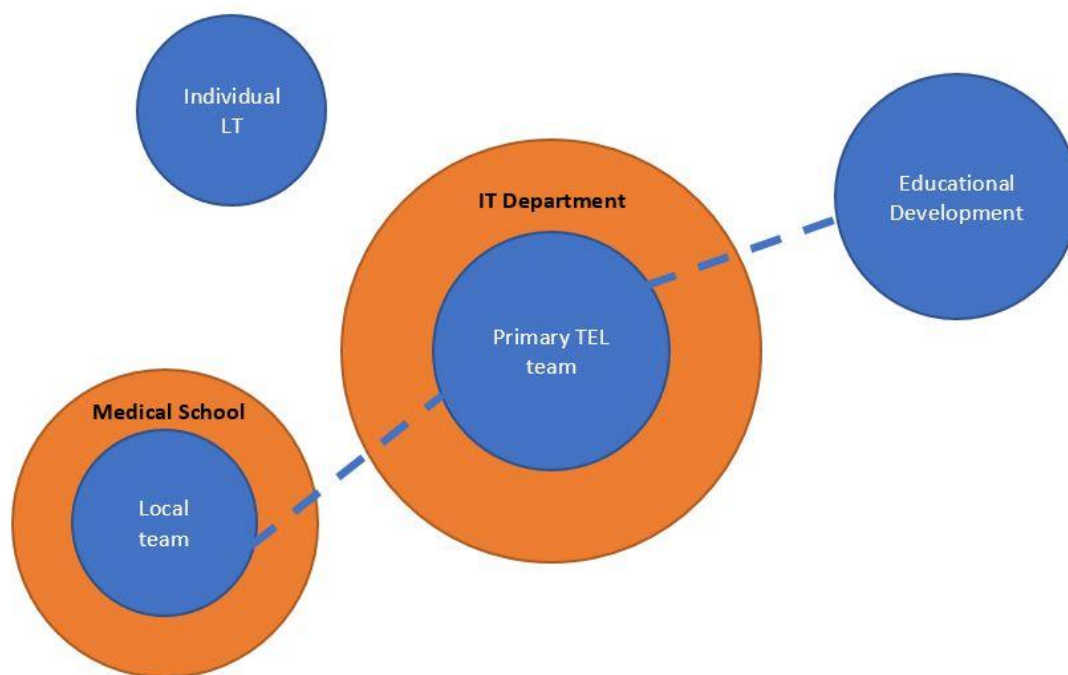 Individual
LT
Educational
Development
IT Department
Primary TEL
team
Medical School
Local
team